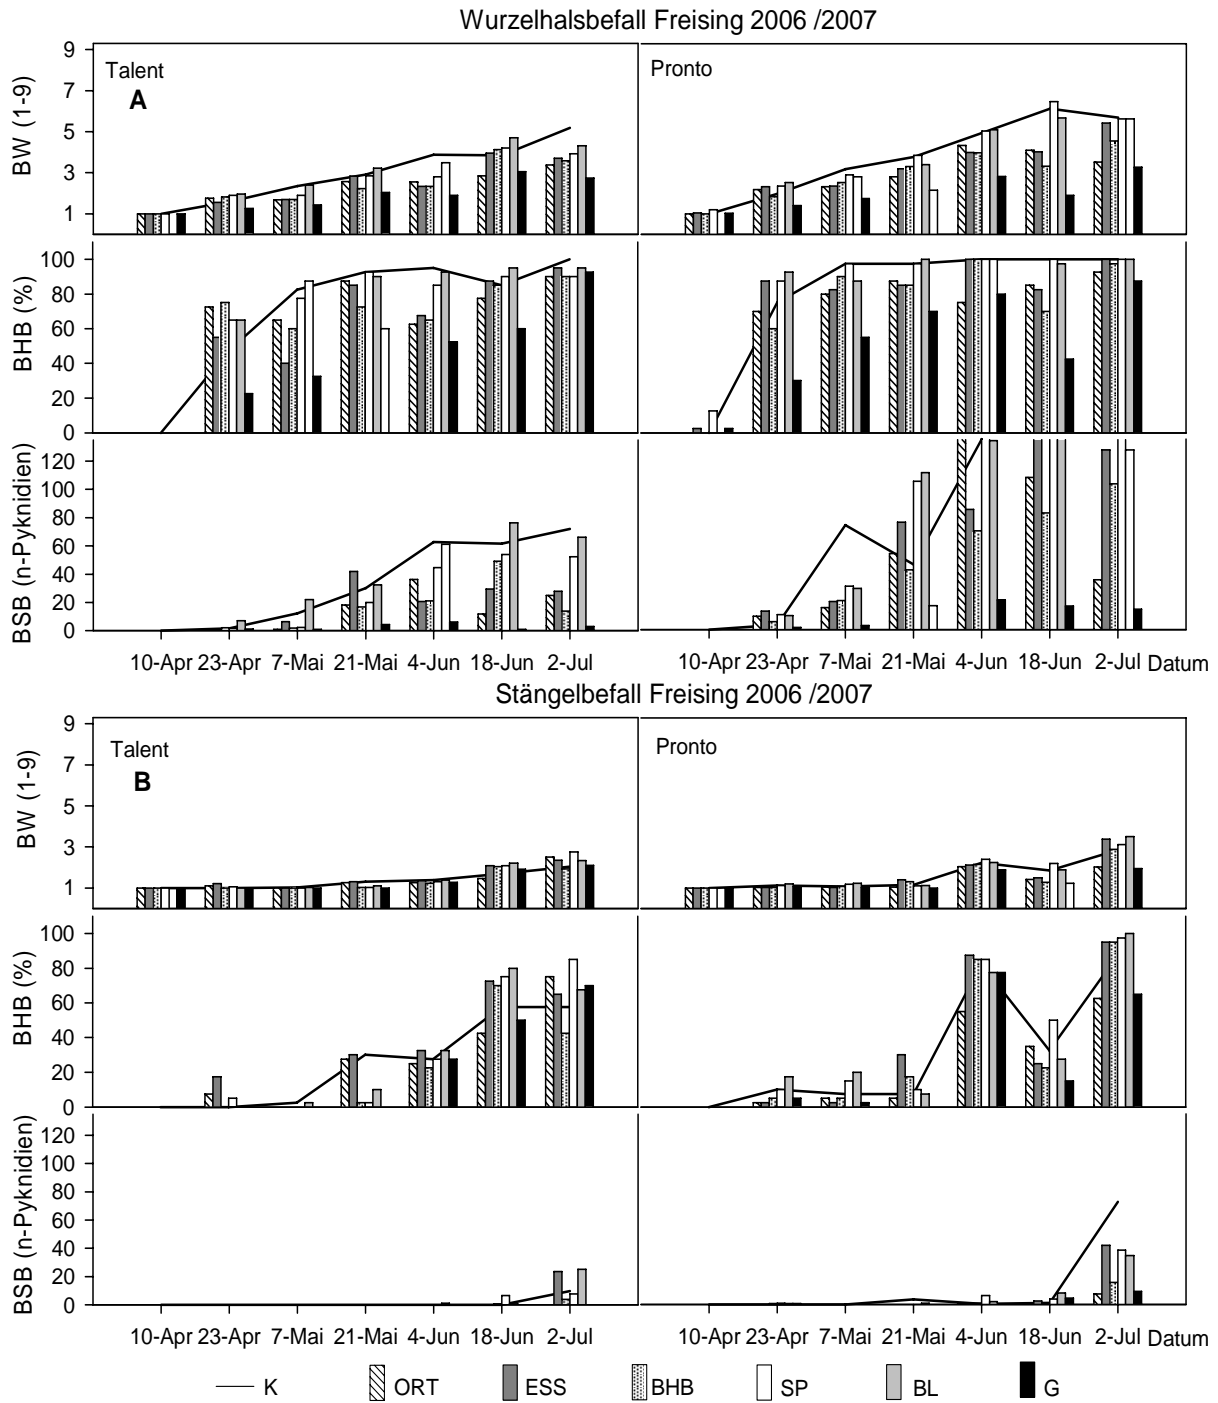 Wurzelhalsbefall Freising 2006 /2007
BW (1-9)
9
7
5
3
1
Talent
A
Pronto
BHB (%)
100
80
60
40
20
0
BSB (n-Pyknidien)
120
100
80
60
40
20
0
10-Apr 23-Apr 7-Mai 21-Mai 4-Jun 18-Jun 2-Jul
10-Apr 23-Apr 7-Mai 21-Mai 4-Jun 18-Jun 2-Jul Datum
Stängelbefall Freising 2006 /2007
BW (1-9)
9
7
5
3
1
Talent
B
Pronto
BHB (%)
100
80
60
40
20
0
BSB (n-Pyknidien)
120
100
80
60
40
20
0
10-Apr 23-Apr 7-Mai 21-Mai 4-Jun 18-Jun 2-Jul
10-Apr 23-Apr 7-Mai 21-Mai 4-Jun 18-Jun 2-Jul Datum
K ORT ESS BHB SP BL G